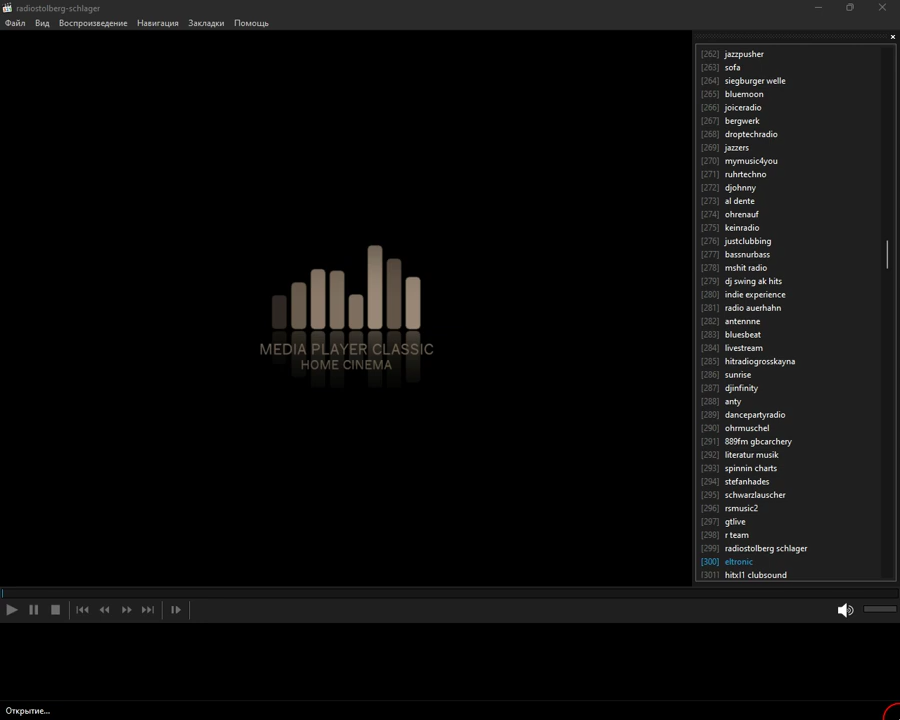 radiostolberg-schlager
Файл Вид Воспроизведение Навигация Закладки Помощь
[262] jazzpusher
[263] sofa
[264] siegburger welle
[265] bluemoon
[266] joiceradio
[267] bergwerk
[268] droptechradio
[269] jazzers
[270] mymusic4you
[271] ruhrtechno
[272] djohnny
[273] al dente
[274] ohrenauf
[275] keinradio
[276] justclubbing
[277] bassnurbass
[278] mshit radio
[279] dj swing ak hits
[280] indie experience
[281] radio auerhahn
[282] antennne
[283] bluesbeat
[284] livestream
[285] hitradiogrosskayna
[286] sunrise
[287] djinfinity
[288] anty
[289] dancepartyradio
[290] ohrmuschel
[291] 889fm gbcarchery
[292] literatur musik
[293] spinnin charts
[294] stefanhades
[295] schwarzlauscher
[296] rsmusic2
[297] gtlive
[298] r team
[299] radiostolberg schlager
[300] eltronic
[301] hitxl1 clubsound
MEDIA PLAYER CLASSIC
HOME CINEMA
Открытие...